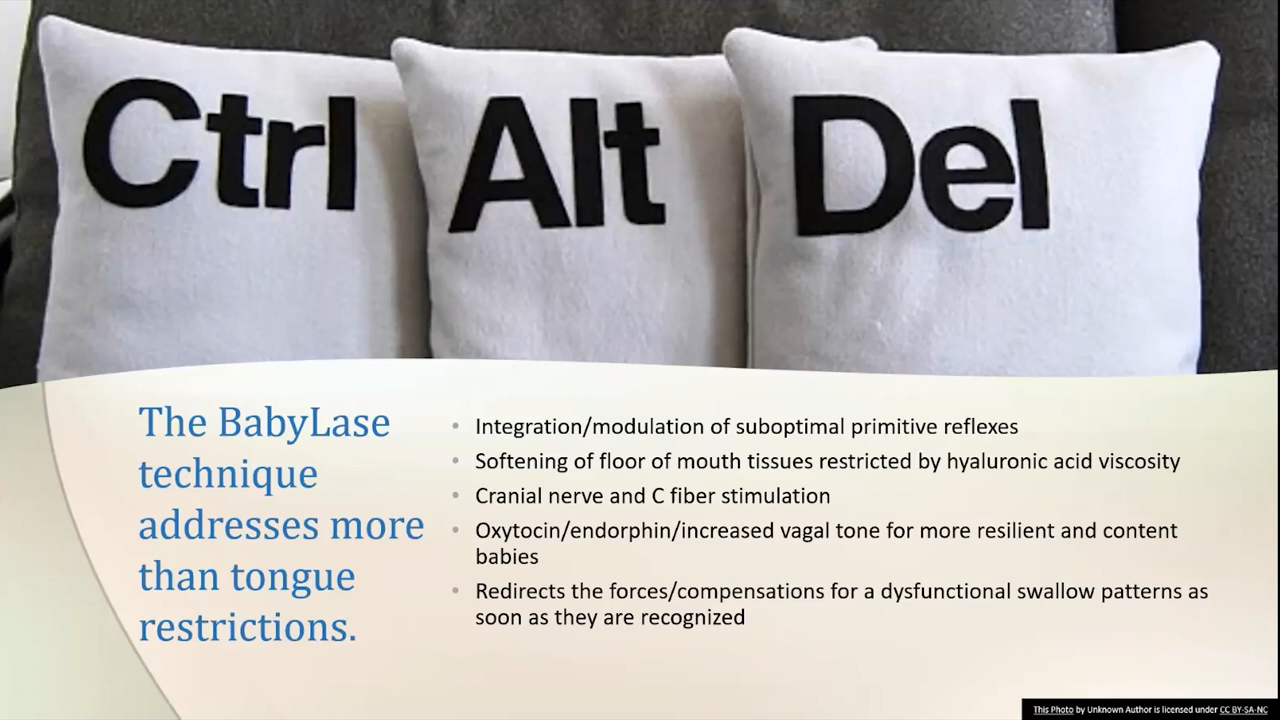 Ctrl Alt Del
The BabyLase
technique
addresses more
than tongue
restrictions.
• Integration/modulation of suboptimal primitive reflexes
• Softening of floor of mouth tissues restricted by hyaluronic acid viscosity
• Cranial nerve and C fiber stimulation
• Oxytocin/endorphin/increased vagal tone for more resilient and content
babies
• Redirects the forces/compensations for a dysfunctional swallow patterns as
soon as they are recognized
This Photo by Unknown Author is licensed under CC BY-SA-NC